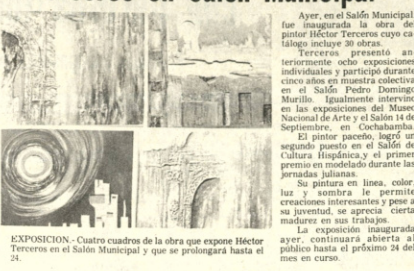 en Salón Municipal
Ayer, en el Salón Municipal
fue inaugurada la obra de
pintor Héctor Terceros cuyo ca-
tálogo incluye 30 obras.
Terceros presentó an-
teriormente ocho exposiciones
individuales y participó durante
cinco años en muestra colectiva
en el Salón Pedro Domingo
Murillo. Igualmente intervino
en las exposiciones del Museo
Nacional de Arte y el Salón 14 de
Septiembre, en Cochabamba.
El pintor paceño, logró un
segundo puesto en el Salón de
Cultura Hispánica, y el primer
premio en modelado durante las
jornadas julianas.
Su pintura en linea, color,
luz y sombra le permite
creaciones interesantes y pese a
su juventud, se aprecia cierta
madurez en sus trabajos.
La exposición inaugurada
ayer, continuará abierta al
público hasta el próximo 24 del
mes en curso.
EXPOSICION.- Cuatro cuadros de la obra que expone Héctor
Terceros en el Salón Municipal y que se prolongará hasta el
24.